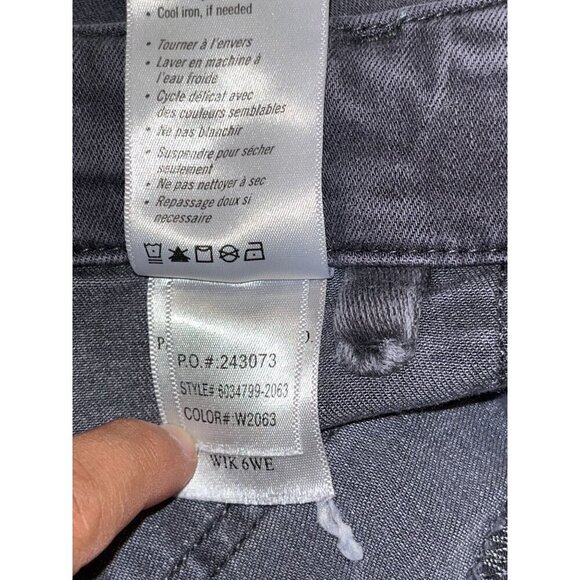 • Cool iron, if needed
• Tourner à l'envers
• Laver en machine à
l'eau froide
• Cycle délicat avec
des couleurs semblables
• Ne pas blanchir
• Suspendre pour sécher
seulement
• Ne pas nettoyer à sec
• Repassage doux si
necessaire
P.O.#:243073
STYLE# 6034799-2063
COLOR#:W2063
W1K 6WE